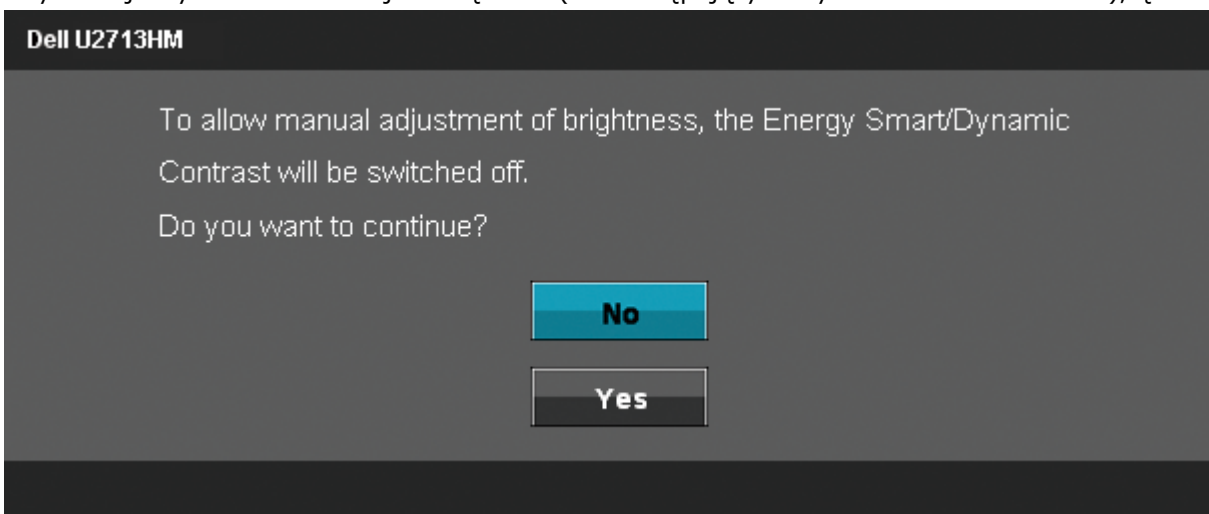 Dell U2713HM
To allow manual adjustment of brightness, the Energy Smart/Dynamic
Contrast will be switched off.
Do you want to continue?
No
Yes